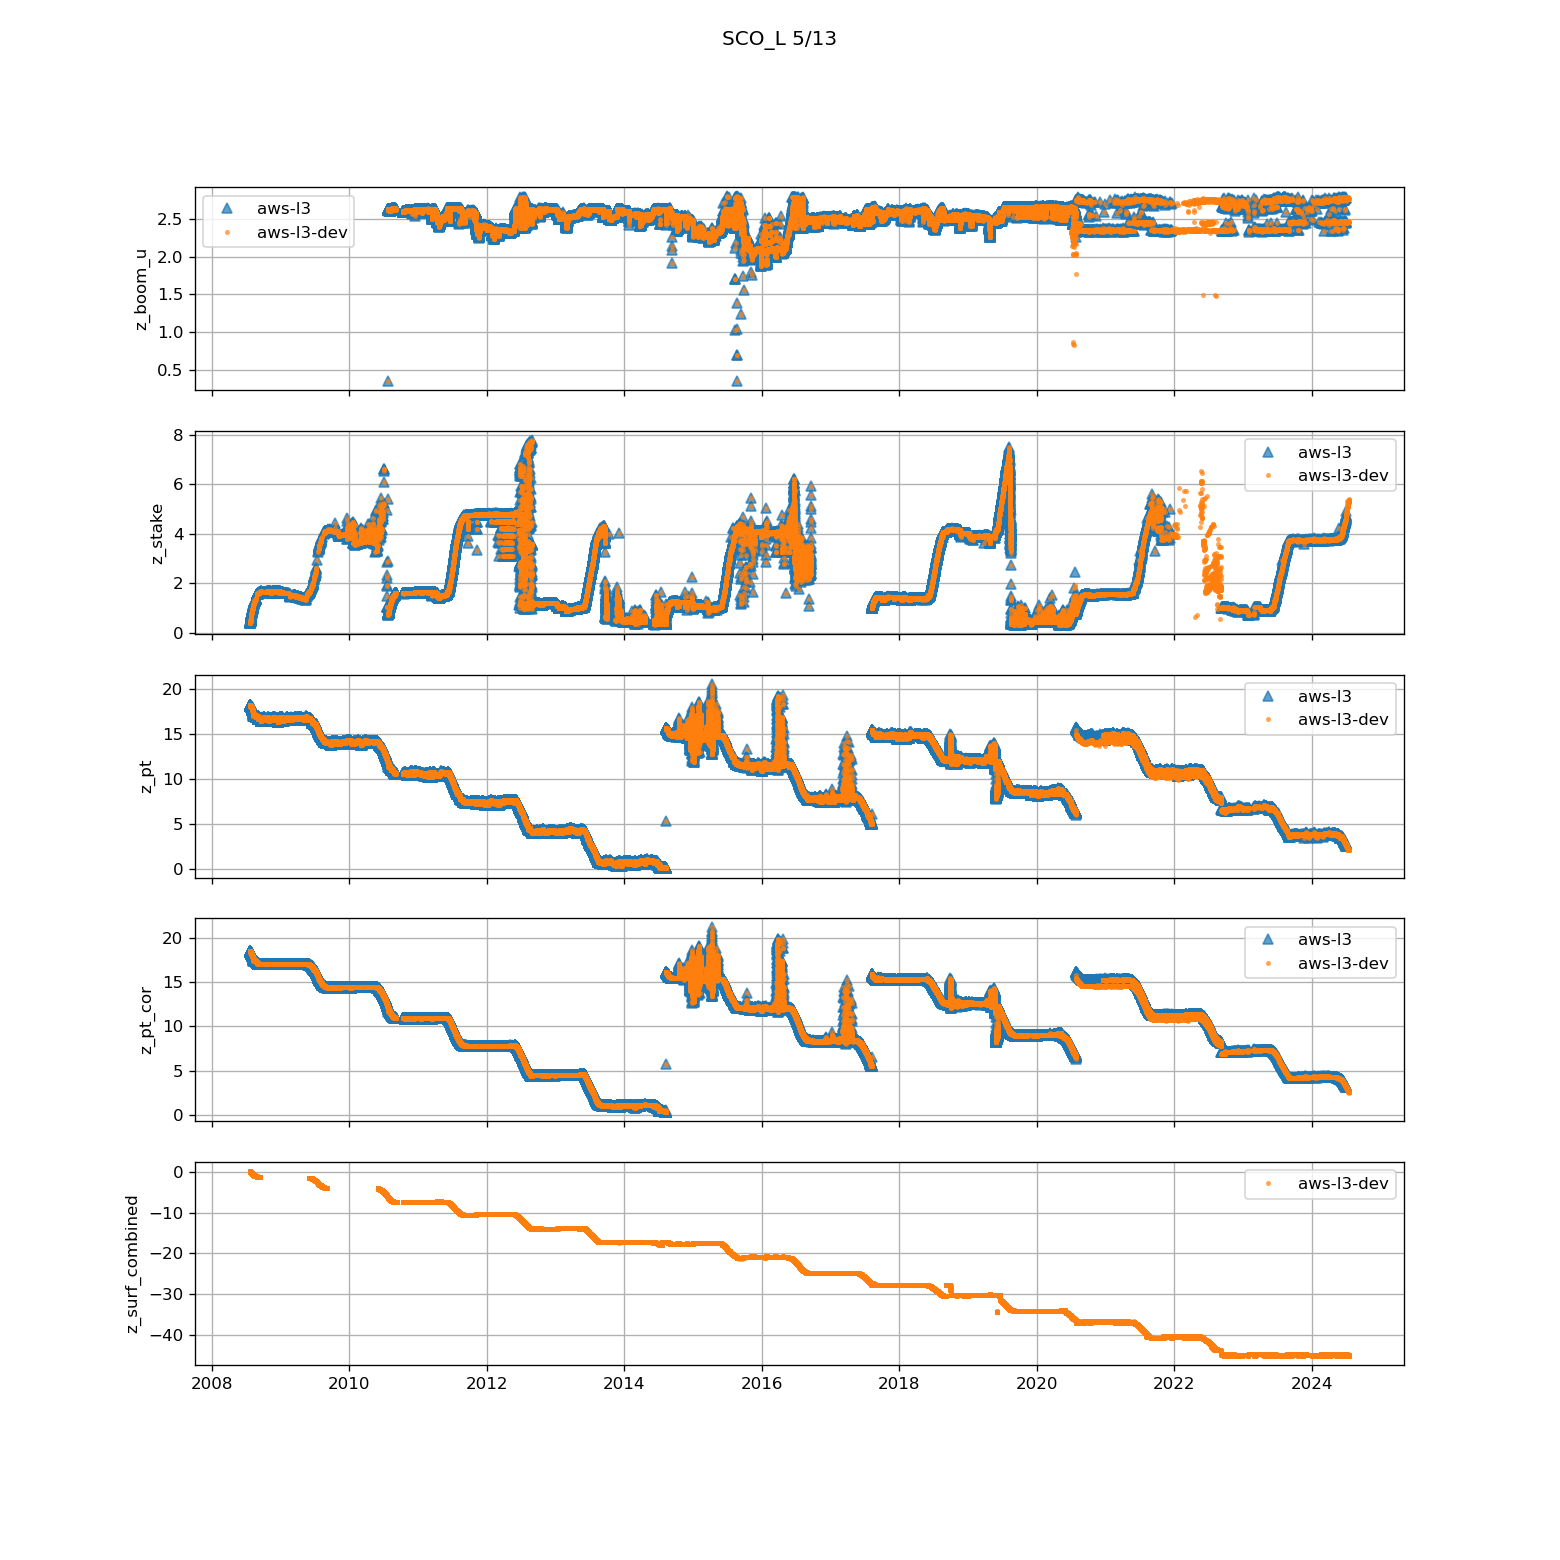 SCO_L 5/13
z_boom_u
2.5
2.0
1.5
1.0
0.5
aws-l3
aws-l3-dev
z_stake
8
6
4
2
0
aws-l3
aws-l3-dev
z_pt
20
15
10
5
0
aws-l3
aws-l3-dev
z_pt_cor
20
15
10
5
0
aws-l3
aws-l3-dev
z_surf_combined
0
−10
−20
−30
−40
aws-l3-dev
2008 2010 2012 2014 2016 2018 2020 2022 2024